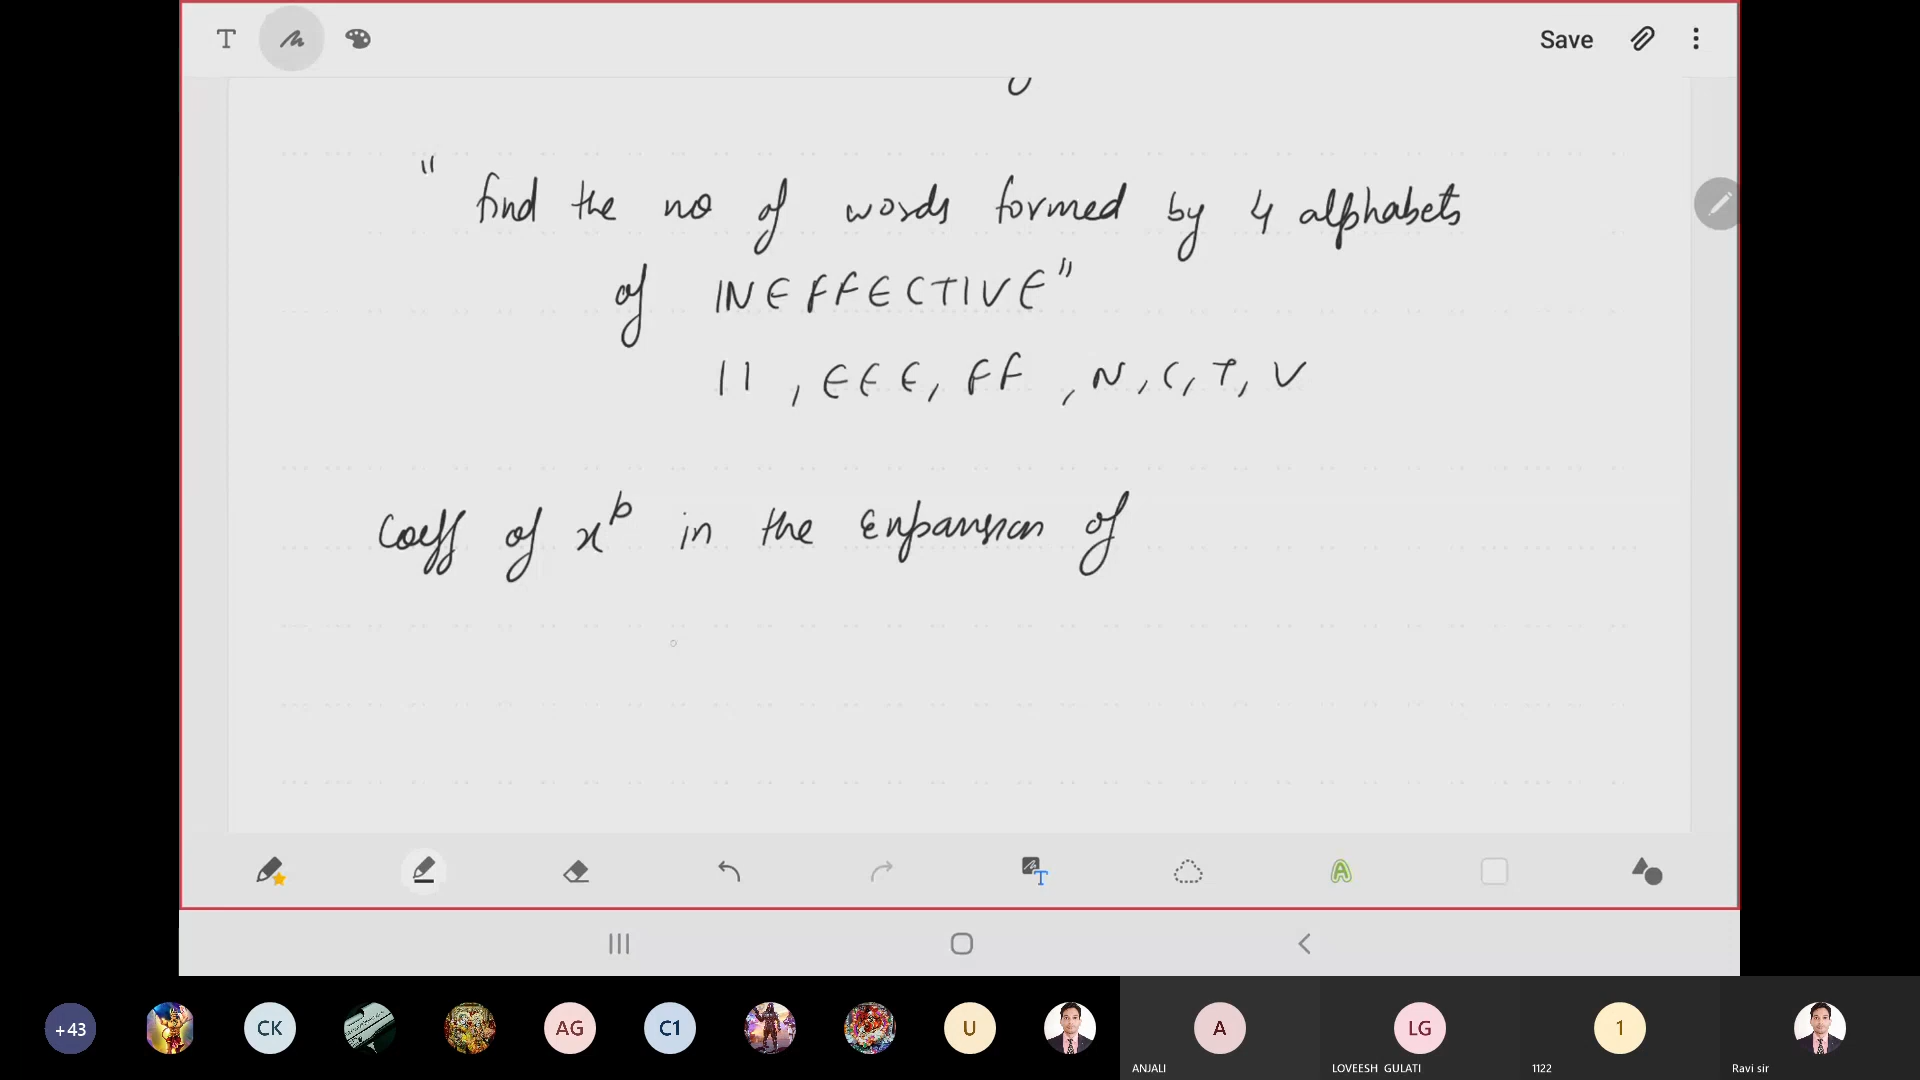 T Save
" find the no of words formed by 4 alphabets
of INEFFECTIVE"
II , EEE, FF , N, C, T, V
Coeff of x^p in the Expansion of
T
A
+43 CK AG C1 U A LG 1
ANJALI LOVEESH GULATI 1122 Ravi sir